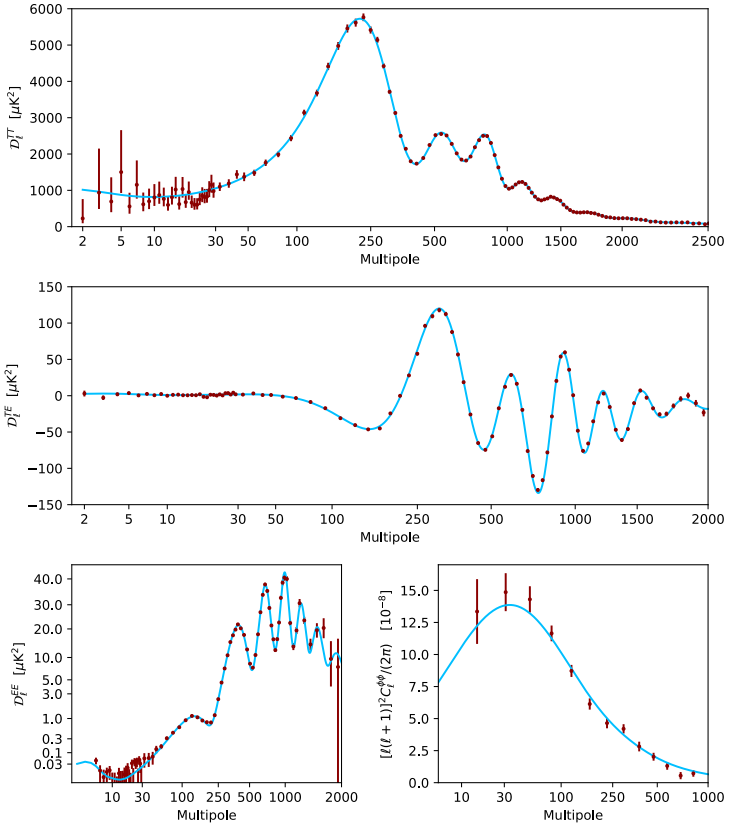 6000
5000
4000
3000
2000
1000
0
𝒟ℓ^TT [μK²]
2 5 10 30 50 100 250 500 1000 2000 2500
Multipole
150
100
50
0
−50
−100
−150
𝒟ℓ^TE [μK²]
2 5 10 30 50 100 250 500 1000 1500 2000
Multipole
40.0
30.0
20.0
10.0
5.0
3.0
1.0
0.1
0.03
𝒟ℓ^EE [μK²]
10 30 100 250 500 1000 2000
Multipole
15.0
12.5
10.0
7.5
5.0
2.5
0.0
[ℓ(ℓ + 1)]²Cℓ^ϕϕ/(2π) [10⁻⁸]
10 30 100 250 500 1000
Multipole